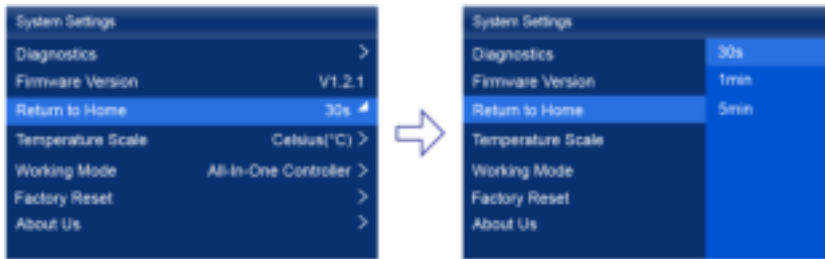 System Settings
Diagnostics >
Firmware Version V1.2.1
Return to Home 30s
Temperature Scale Celsius(°C) >
Working Mode All-In-One Controller >
Factory Reset >
About Us >
System Settings
Diagnostics 30s
Firmware Version 1min
Return to Home 5min
Temperature Scale
Working Mode
Factory Reset
About Us